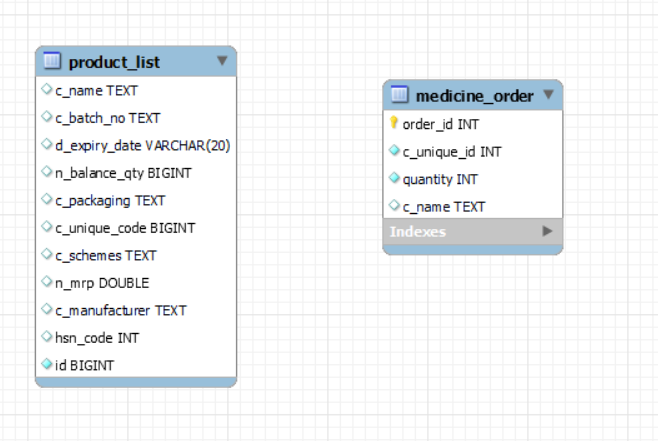 product_list
c_name TEXT
c_batch_no TEXT
d_expiry_date VARCHAR(20)
n_balance_qty BIGINT
c_packaging TEXT
c_unique_code BIGINT
c_schemes TEXT
n_mrp DOUBLE
c_manufacturer TEXT
hsn_code INT
id BIGINT
medicine_order
order_id INT
c_unique_id INT
quantity INT
c_name TEXT
Indexes